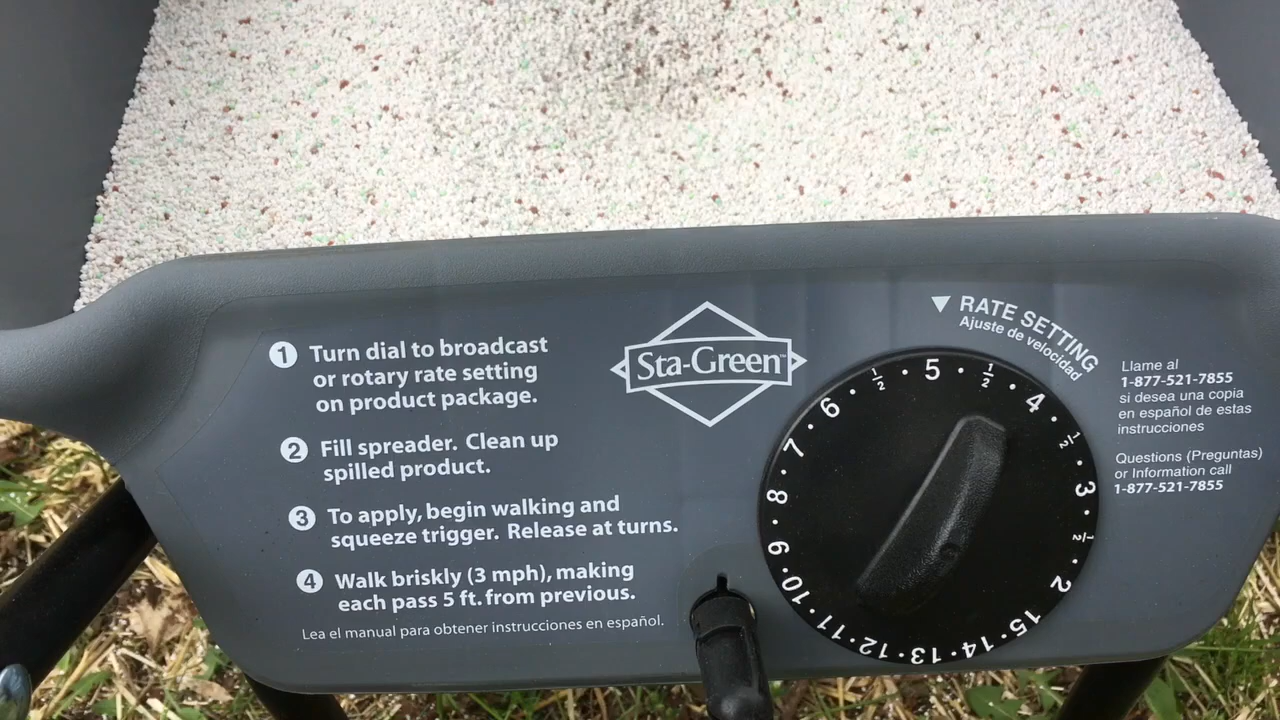 1 Turn dial to broadcast
or rotary rate setting
on product package.
2 Fill spreader. Clean up
spilled product.
3 To apply, begin walking and
squeeze trigger. Release at turns.
4 Walk briskly (3 mph), making
each pass 5 ft. from previous.
Lea el manual para obtener instrucciones en español.
Sta-Green™
▼ RATE SETTING
Ajuste de velocidad
5 · ½ · 4 · ½ · 3 · ½ · 2 15 · 14 · 13 · 12 · 11 · 10 · 9 · 8 · 7 · 6 · ½ ·
Llame al
1-877-521-7855
si desea una copia
en español de estas
instrucciones
Questions (Preguntas)
or Information call
1-877-521-7855